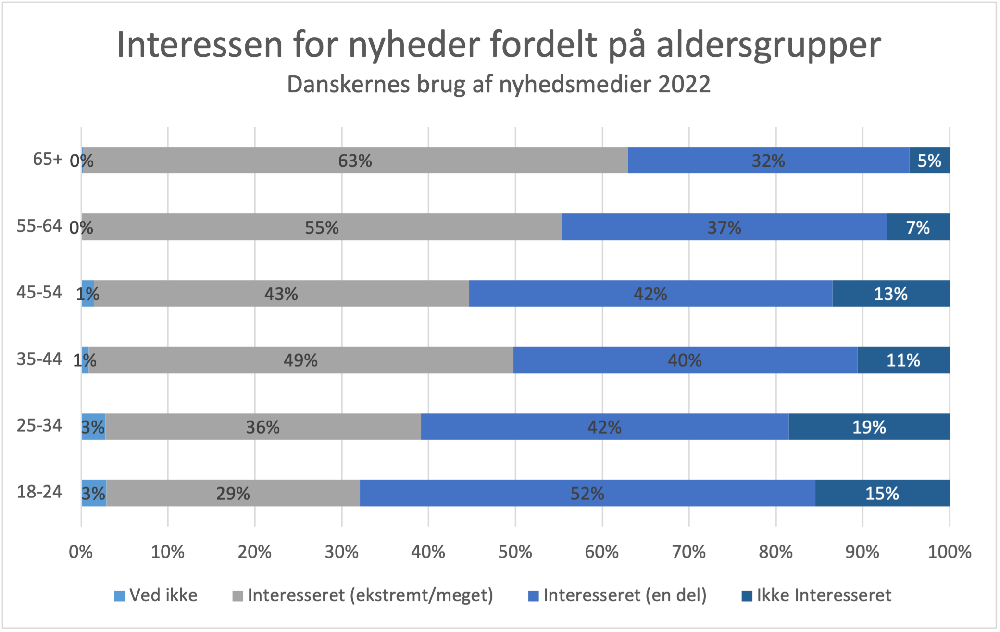 Interessen for nyheder fordelt på aldersgrupper
Danskernes brug af nyhedsmedier 2022
65+ 0% 63% 32% 5%
55-64 0% 55% 37% 7%
45-54 1% 43% 42% 13%
35-44 1% 49% 40% 11%
25-34 3% 36% 42% 19%
18-24 3% 29% 52% 15%
0% 10% 20% 30% 40% 50% 60% 70% 80% 90% 100%
Ved ikke Interesseret (ekstremt/meget) Interesseret (en del) Ikke Interesseret